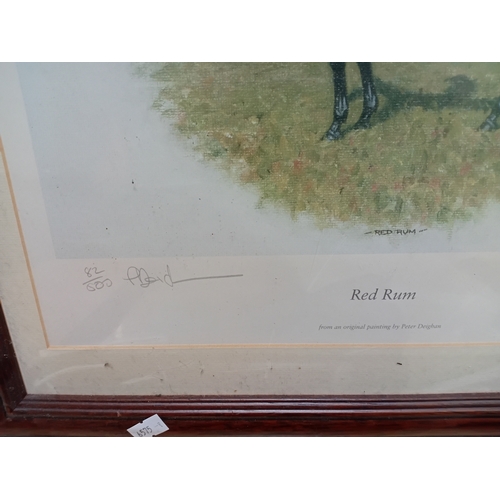 - RED RUM -
82/500
Red Rum
from an original painting by Peter Deighan